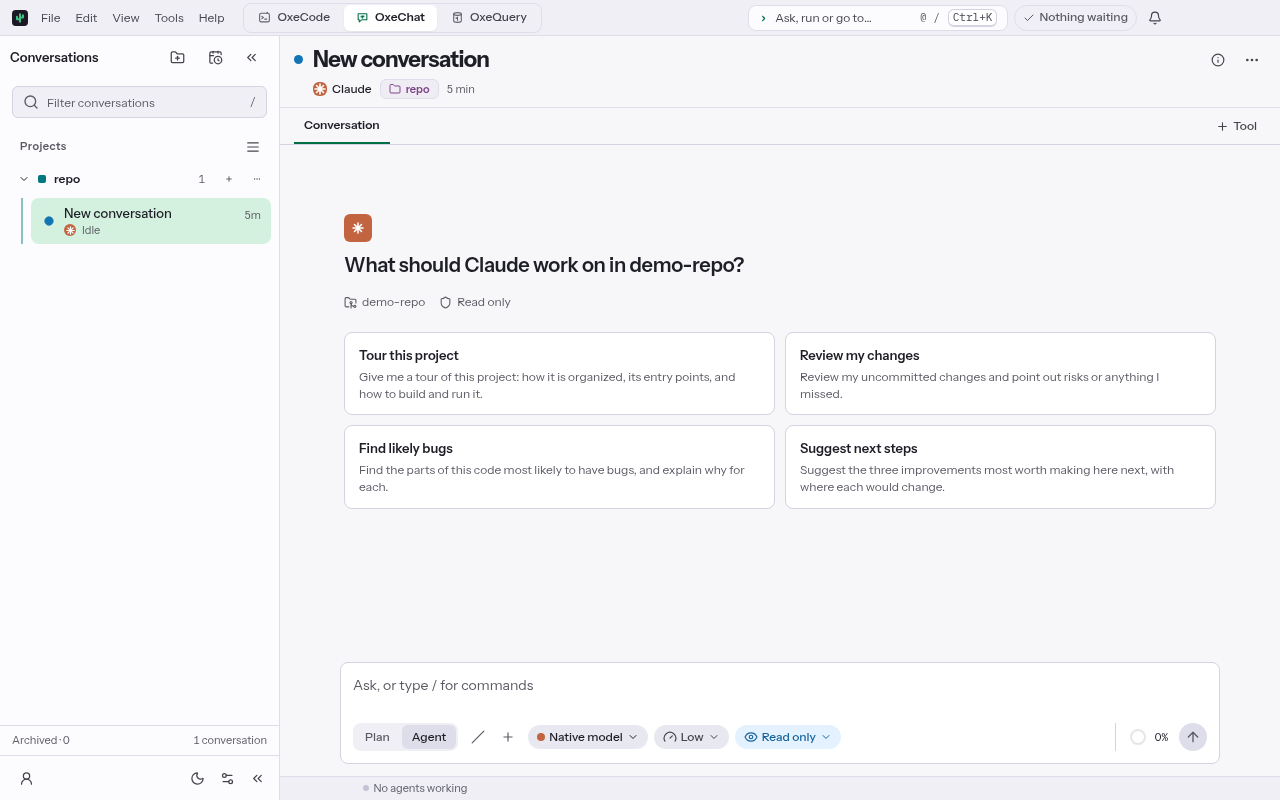 File Edit View Tools Help OxeCode OxeChat OxeQuery Ask, run or go to... @ / Ctrl+K Nothing waiting
Conversations
Filter conversations /
Projects
repo 1
New conversation 5m
Idle
Archived · 0 1 conversation
New conversation
Claude repo 5 min
Conversation Tool
What should Claude work on in demo-repo?
demo-repo Read only
Tour this project
Give me a tour of this project: how it is organized, its entry points, and
how to build and run it.
Review my changes
Review my uncommitted changes and point out risks or anything I
missed.
Find likely bugs
Find the parts of this code most likely to have bugs, and explain why for
each.
Suggest next steps
Suggest the three improvements most worth making here next, with
where each would change.
Ask, or type / for commands
Plan Agent Native model Low Read only 0%
No agents working